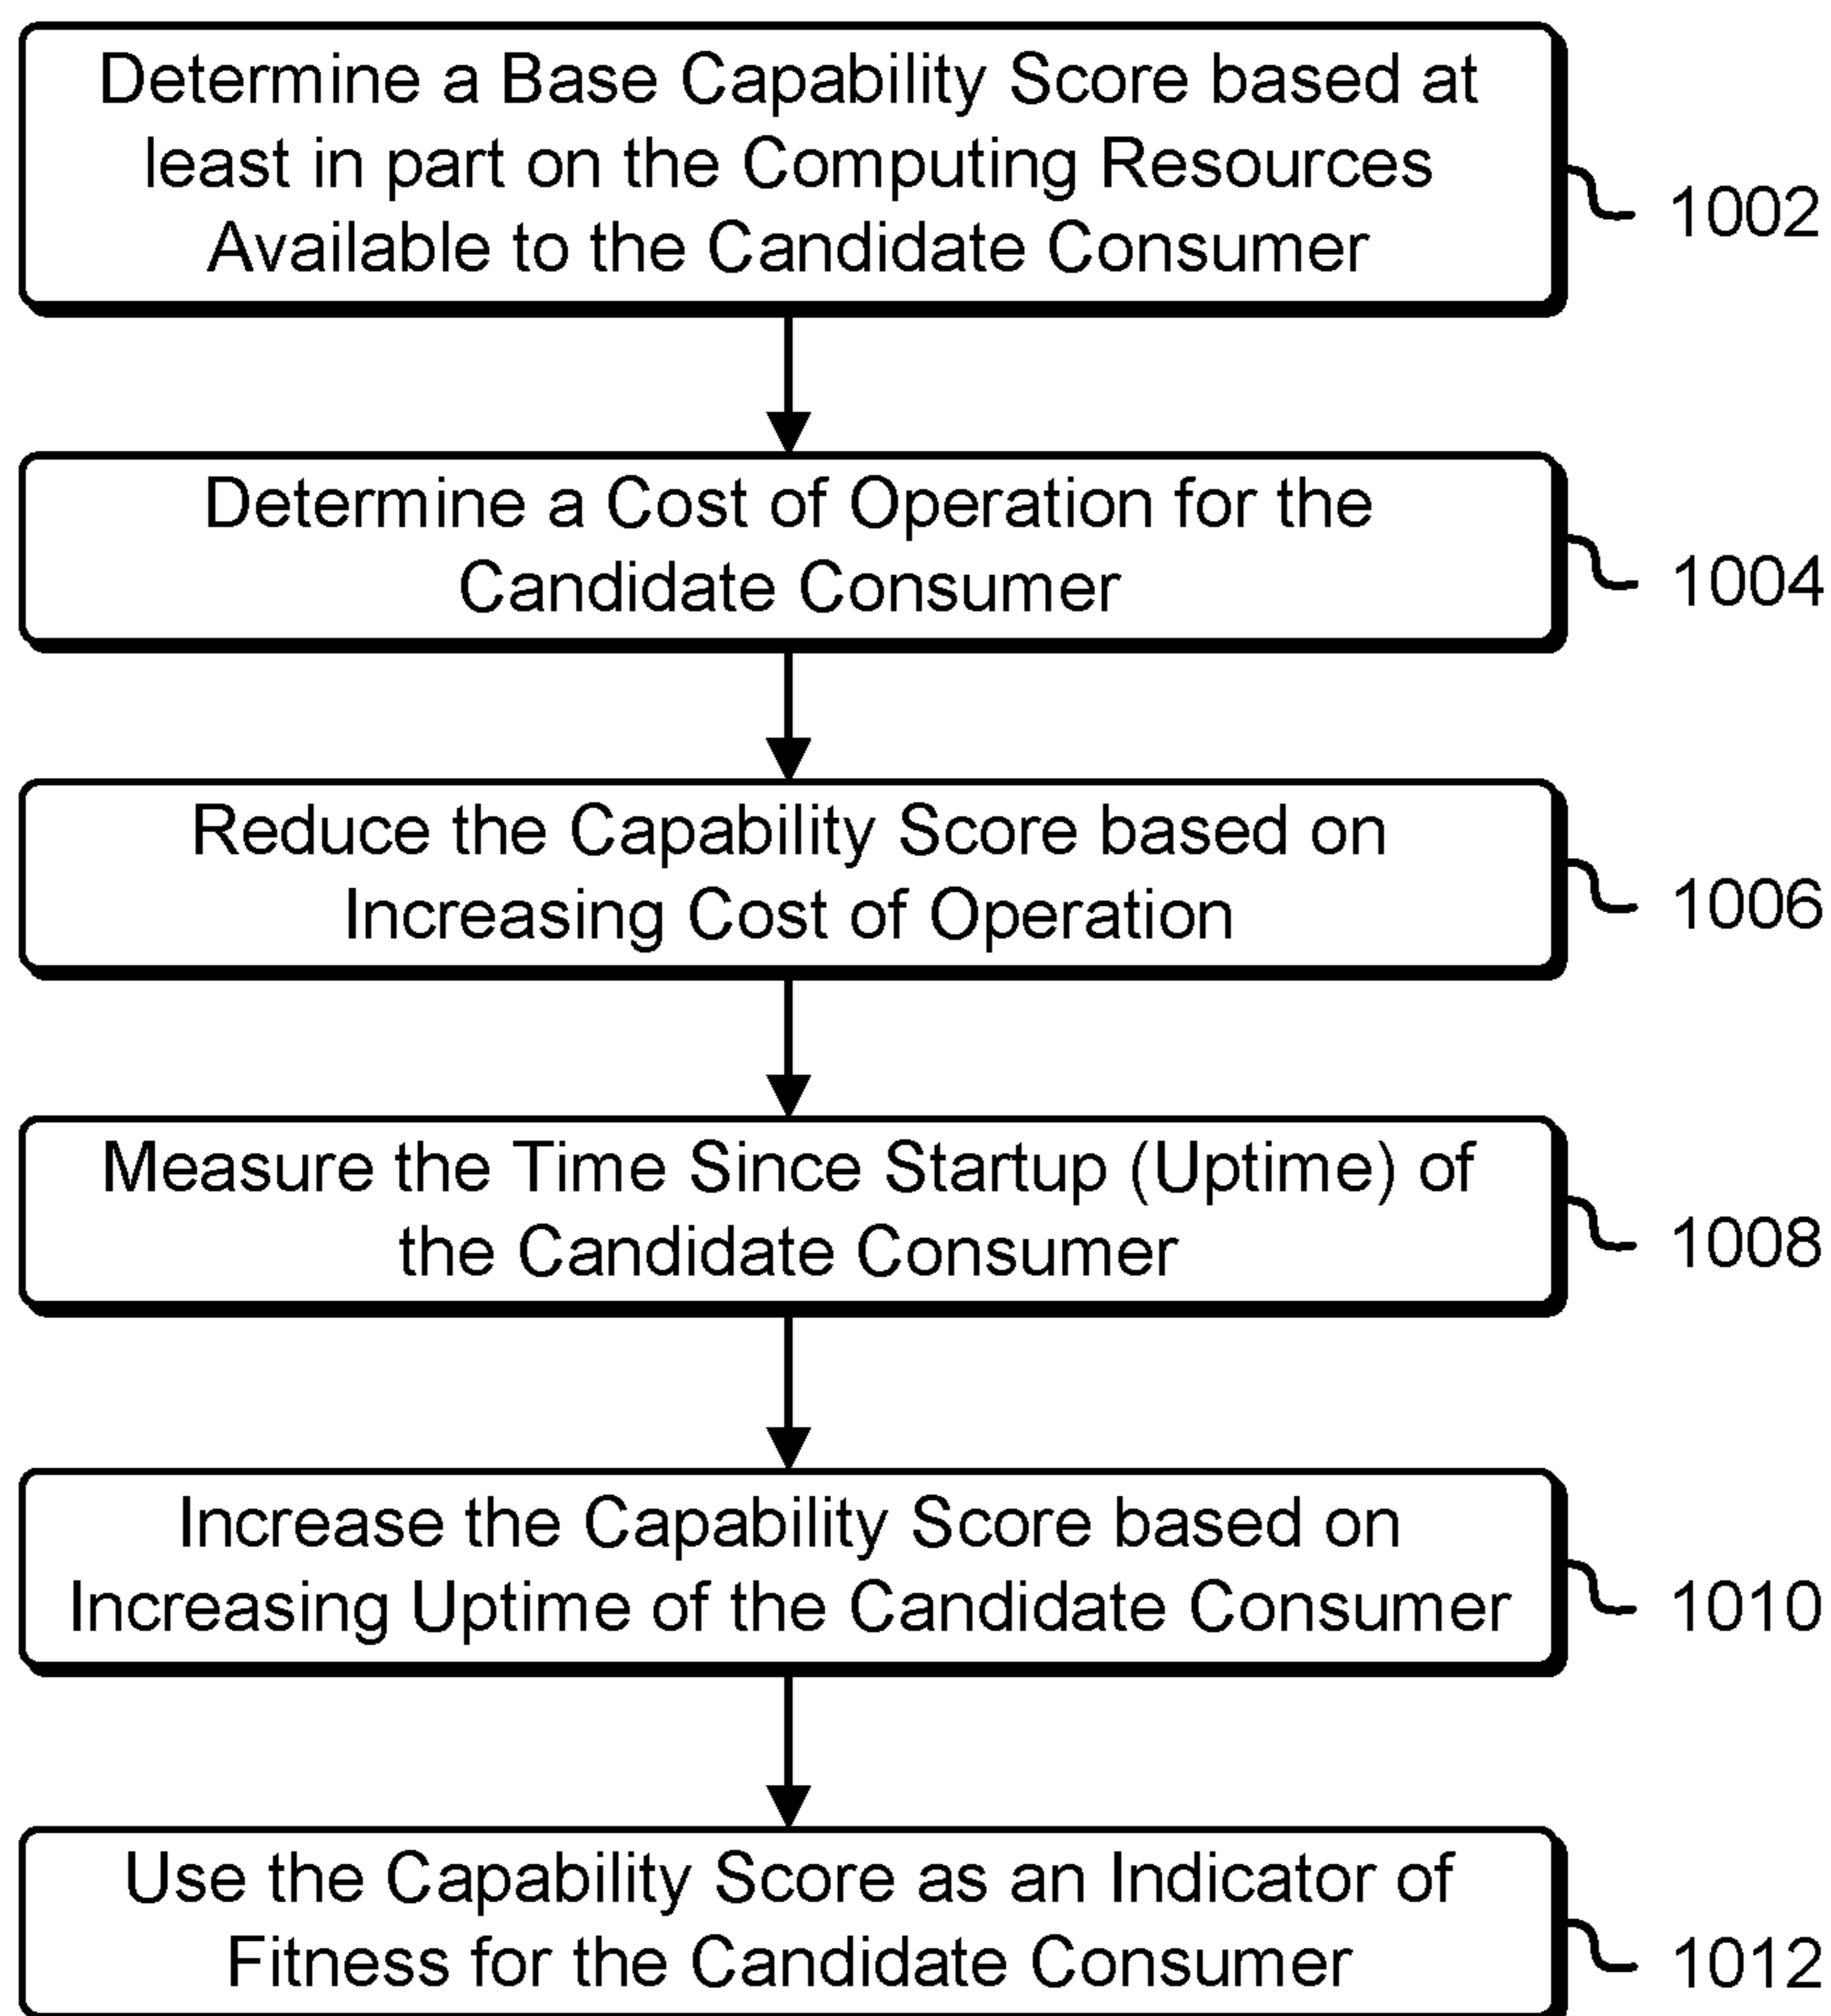 Determine a Base Capability Score based at
least in part on the Computing Resources
Available to the Candidate Consumer
1002
Determine a Cost of Operation for the
Candidate Consumer
1004
Reduce the Capability Score based on
Increasing Cost of Operation
1006
Measure the Time Since Startup (Uptime) of
the Candidate Consumer
1008
Increase the Capability Score based on
Increasing Uptime of the Candidate Consumer
1010
Use the Capability Score as an Indicator of
Fitness for the Candidate Consumer
1012